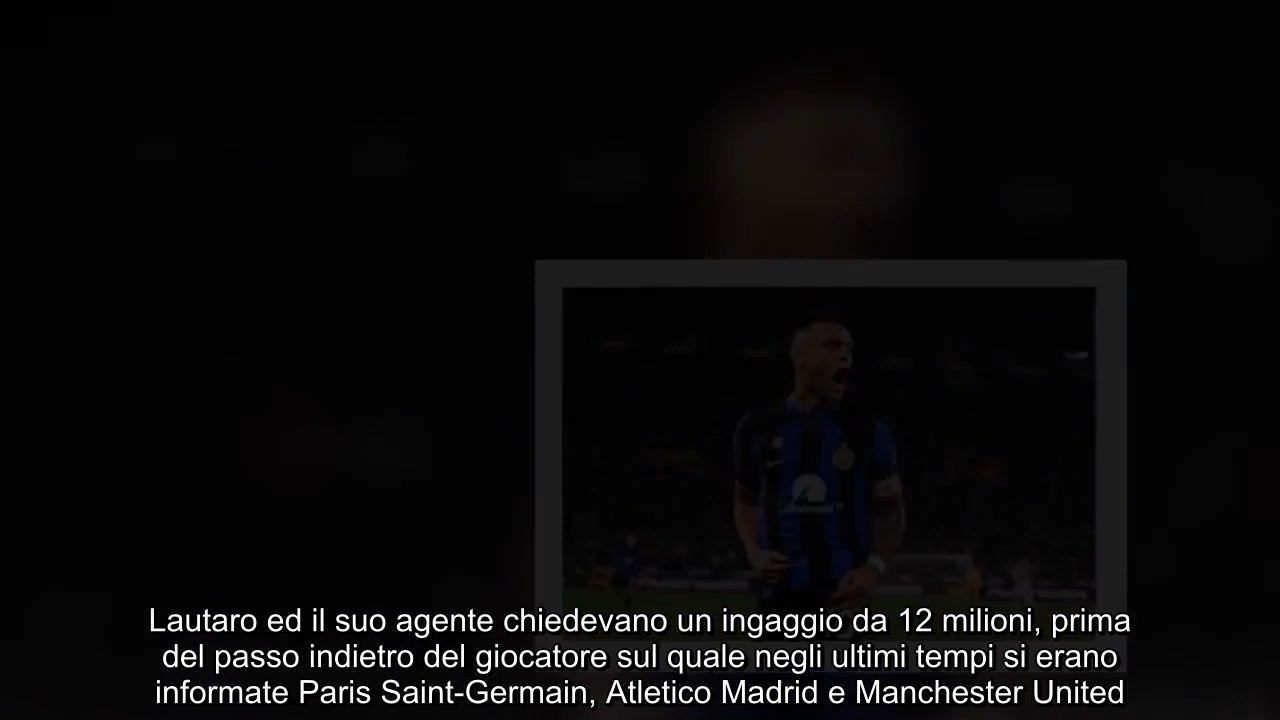 Lautaro ed il suo agente chiedevano un ingaggio da 12 milioni, prima
del passo indietro del giocatore sul quale negli ultimi tempi si erano
informate Paris Saint-Germain, Atletico Madrid e Manchester United